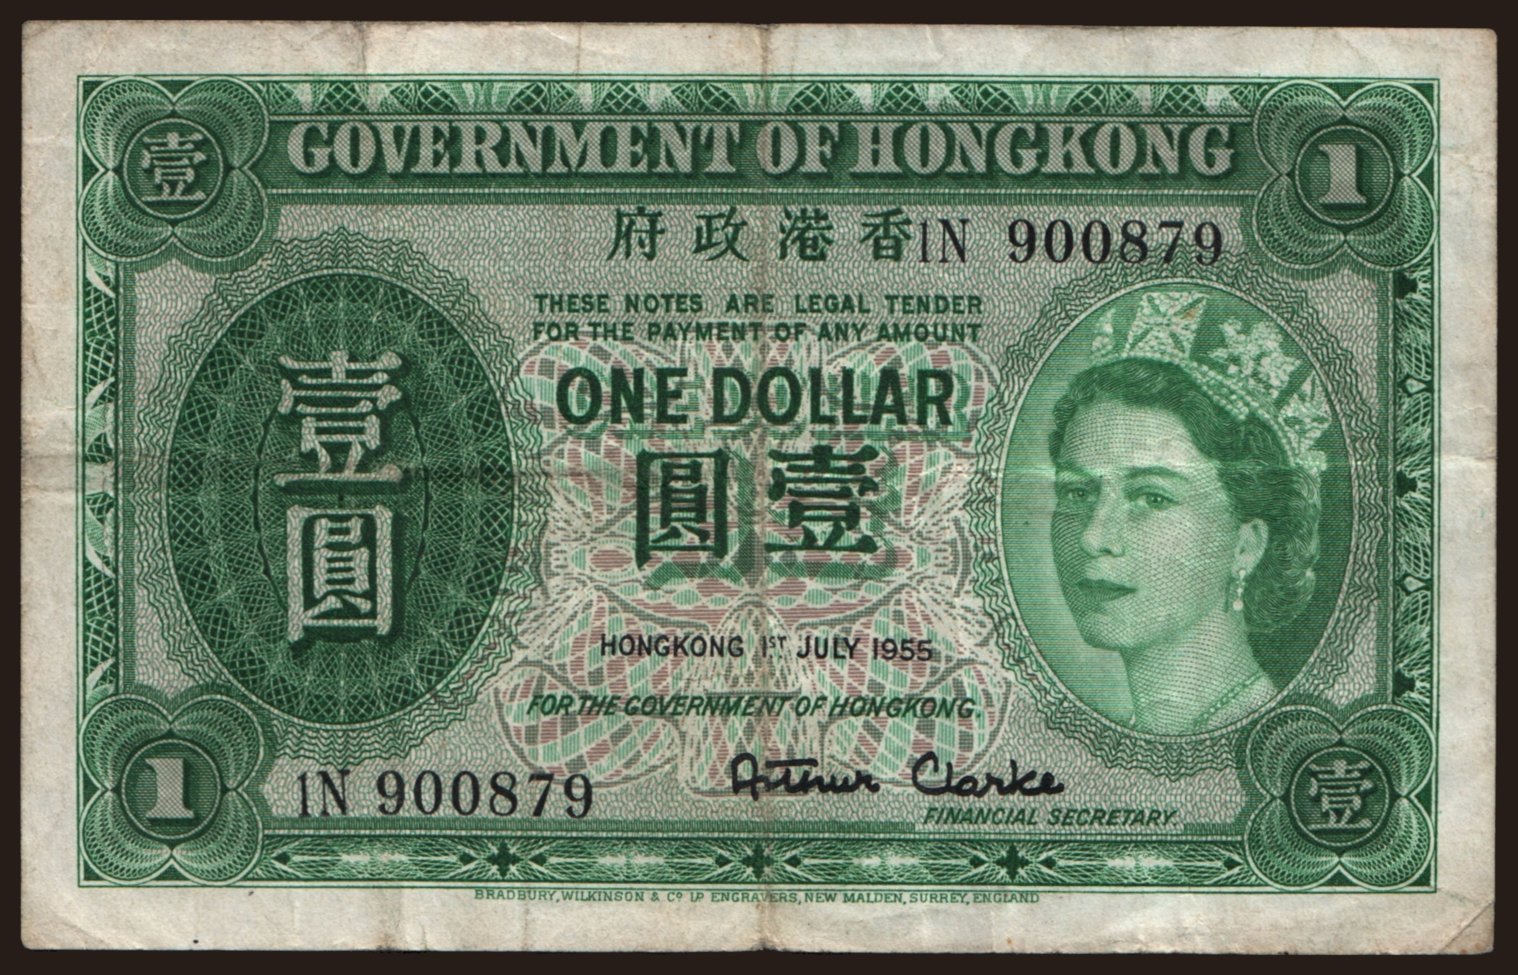 壹 GOVERNMENT OF HONGKONG 1
府政港香 1N 900879
THESE NOTES ARE LEGAL TENDER
FOR THE PAYMENT OF ANY AMOUNT
ONE DOLLAR
圓壹
壹
圓
HONGKONG 1ST JULY 1955
FOR THE GOVERNMENT OF HONGKONG.
Arthur Clarke
1 1N 900879 壹
FINANCIAL SECRETARY.
BRADBURY, WILKINSON & Cº Lᴰ ENGRAVERS, NEW MALDEN, SURREY, ENGLAND